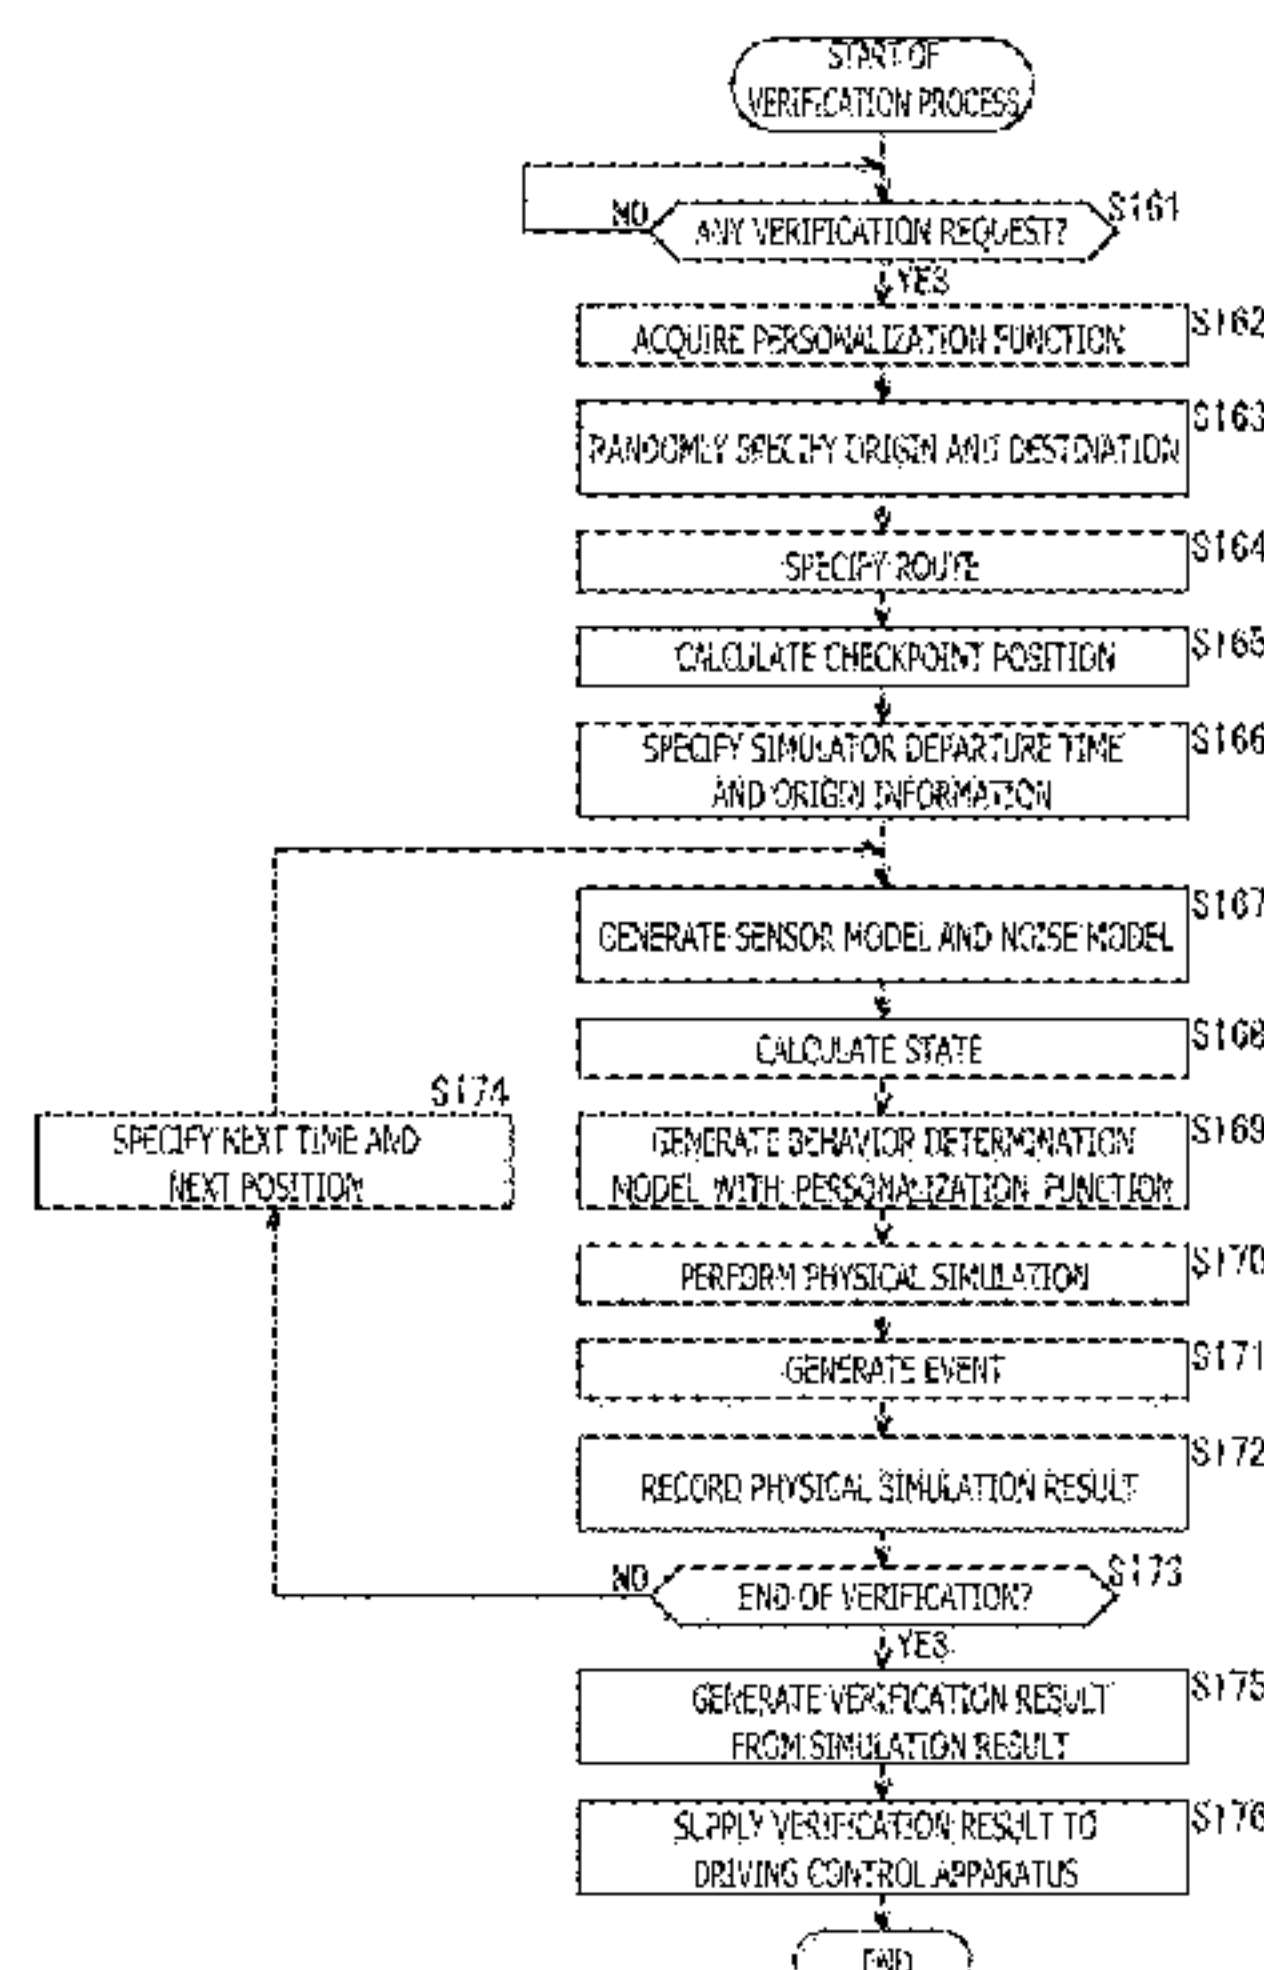 START OF
VERIFICATION PROCESS
S161
NO
ANY VERIFICATION REQUEST?
YES
S162
ACQUIRE PERSONALIZATION FUNCTION
S163
RANDOMLY SPECIFY ORIGIN AND DESTINATION
S164
SPECIFY ROUTE
S165
CALCULATE CHECKPOINT POSITION
S166
SPECIFY SIMULATOR DEPARTURE TIME
AND ORIGIN INFORMATION
S167
GENERATE SENSOR MODEL AND NOISE MODEL
S168
CALCULATE STATE
S174
SPECIFY NEXT TIME AND
NEXT POSITION
S169
GENERATE BEHAVIOR DETERMINATION
MODEL WITH PERSONALIZATION FUNCTION
S170
PERFORM PHYSICAL SIMULATION
S171
GENERATE EVENT
S172
RECORD PHYSICAL SIMULATION RESULT
S173
NO
END OF VERIFICATION?
YES
S175
GENERATE VERIFICATION RESULT
FROM SIMULATION RESULT
S176
SUPPLY VERIFICATION RESULT TO
DRIVING CONTROL APPARATUS
END